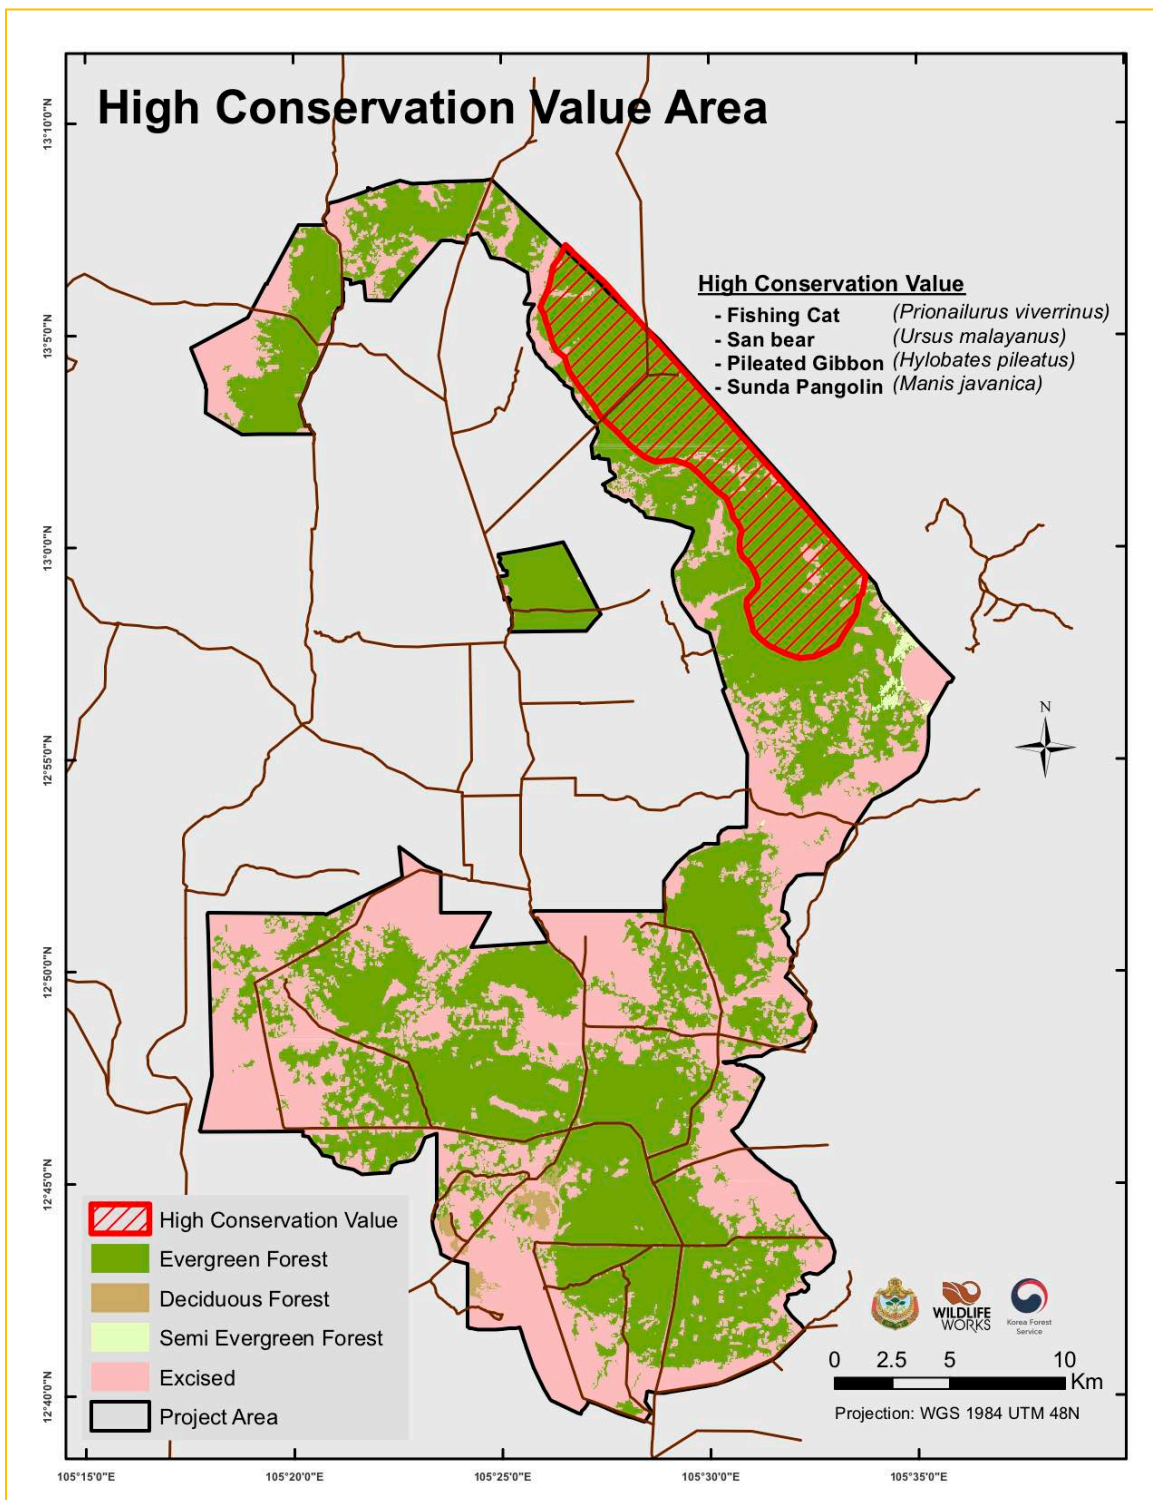 High Conservation Value Area
High Conservation Value
- Fishing Cat (Prionailurus viverrinus)
- San bear (Ursus malayanus)
- Pileated Gibbon (Hylobates pileatus)
- Sunda Pangolin (Manis javanica)
13°10'0"N
13°5'0"N
13°0'0"N
12°55'0"N
12°50'0"N
12°45'0"N
12°40'0"N
N
High Conservation Value
Evergreen Forest
Deciduous Forest
Semi Evergreen Forest
Excised
Project Area
WILDLIFE
WORKS
Korea Forest
Service
0 2.5 5 10
Km
Projection: WGS 1984 UTM 48N
105°15'0"E 105°20'0"E 105°25'0"E 105°30'0"E 105°35'0"E